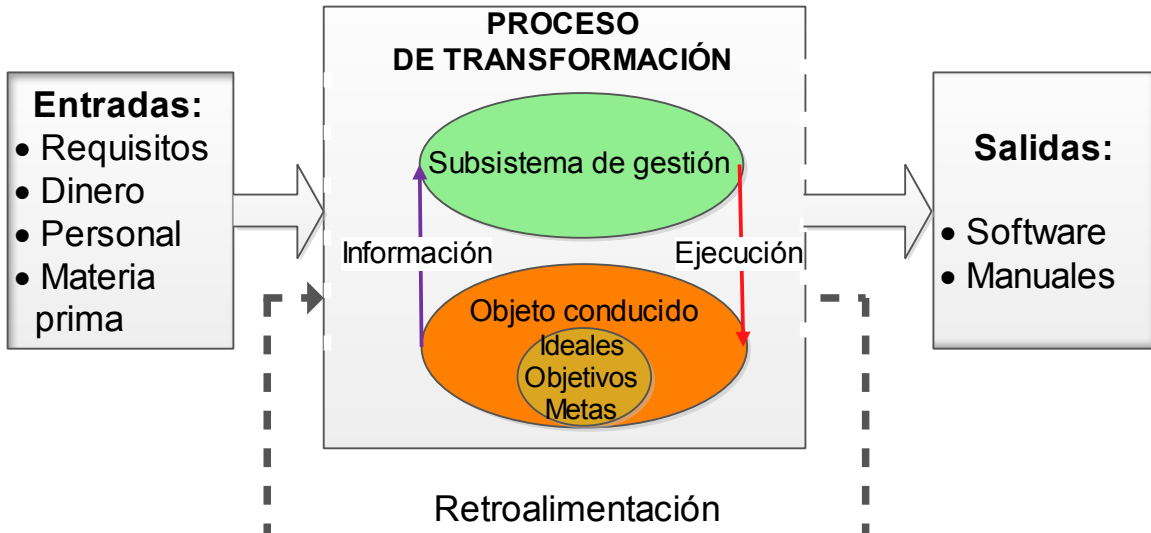 PROCESO
DE TRANSFORMACIÓN
Entradas:
• Requisitos
• Dinero
• Personal
• Materia
prima
Subsistema de gestión
Información
Ejecución
Objeto conducido
Ideales
Objetivos
Metas
Salidas:
• Software
• Manuales
Retroalimentación